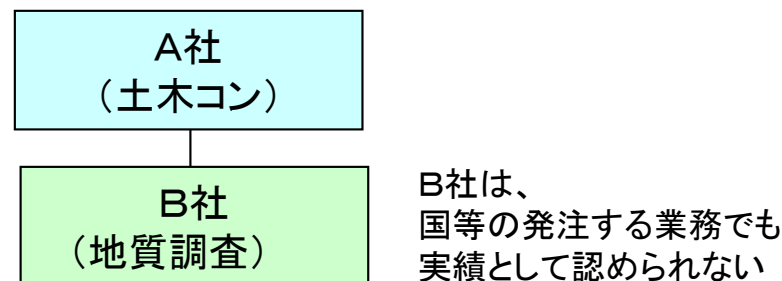 A社
（土木コン）
B社
（地質調査）
B社は、
国等の発注する業務でも
実績として認められない